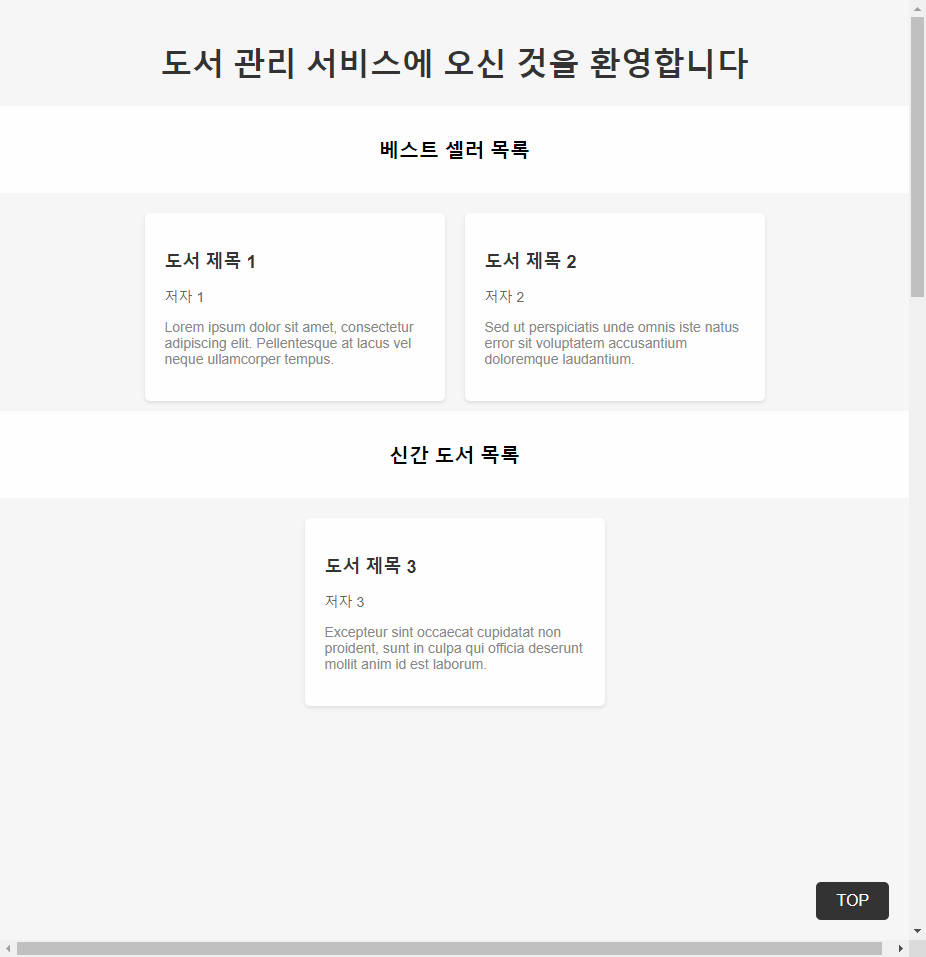 도서 관리 서비스에 오신 것을 환영합니다
베스트 셀러 목록
도서 제목 1
저자 1
Lorem ipsum dolor sit amet, consectetur
adipiscing elit. Pellentesque at lacus vel
neque ullamcorper tempus.
도서 제목 2
저자 2
Sed ut perspiciatis unde omnis iste natus
error sit voluptatem accusantium
doloremque laudantium.
신간 도서 목록
도서 제목 3
저자 3
Excepteur sint occaecat cupidatat non
proident, sunt in culpa qui officia deserunt
mollit anim id est laborum.
TOP